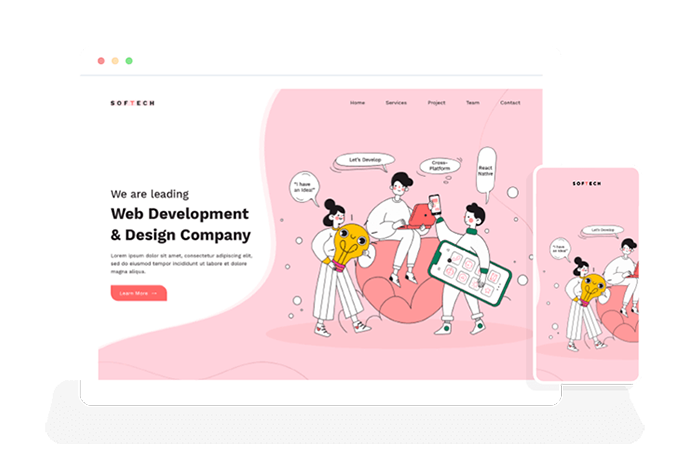 SOFTECH
Home Services Project Team Contact
We are leading
Web Development
& Design Company
Lorem ipsum dolor sit amet, consectetur adipiscing elit,
sed do eiusmod tempor incididunt ut labore et dolore
magna aliqua.
Learn More →
"I have
an idea"
Let's Develop
Cross-
Platform
React
Native
SOFTECH
Let's Develop
"I have
an idea"